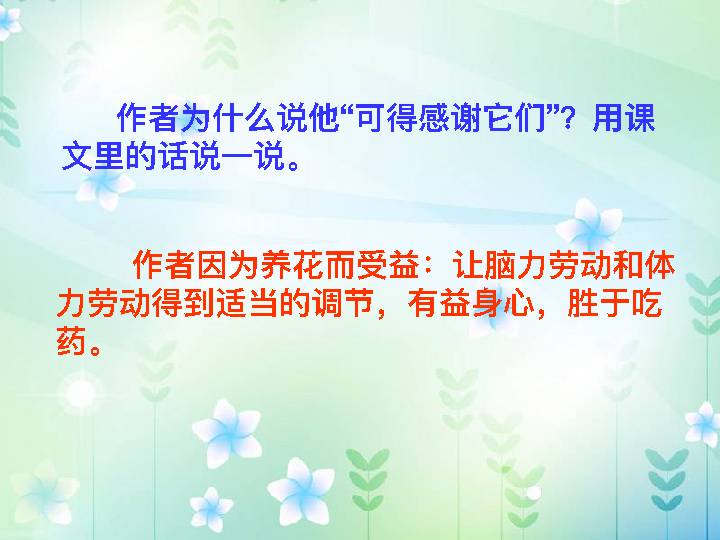 作者为什么说他“可得感谢它们”？用课
文里的话说—说。
作者因为养花而受益：让脑力劳动和体
力劳动得到适当的调节，有益身心，胜于吃
药。